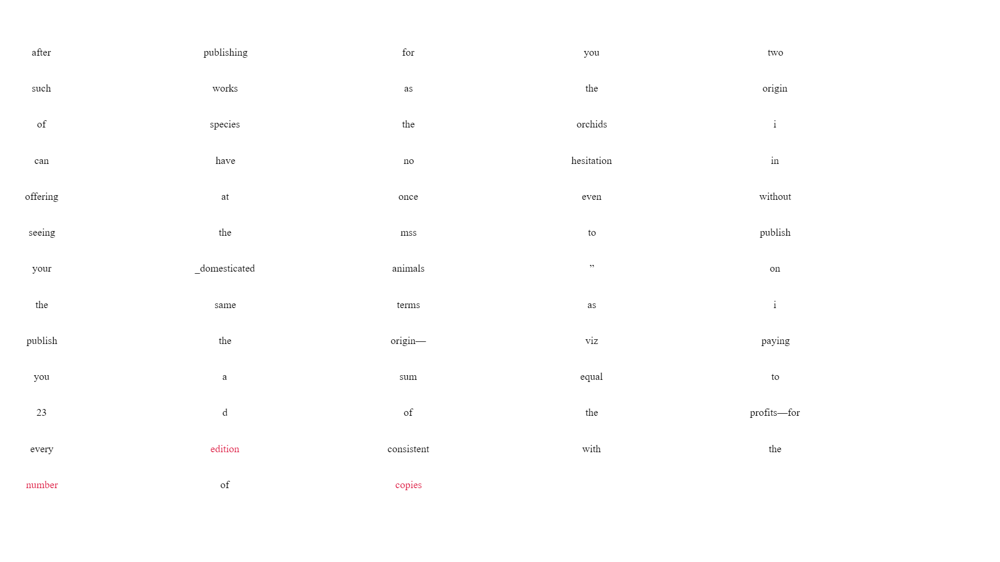 after publishing for you two
such works as the origin
of species the orchids i
can have no hesitation in
offering at once even without
seeing the mss to publish
your _domesticated animals ” on
the same terms as i
publish the origin— viz paying
you a sum equal to
23 d of the profits—for
every edition consistent with the
number of copies